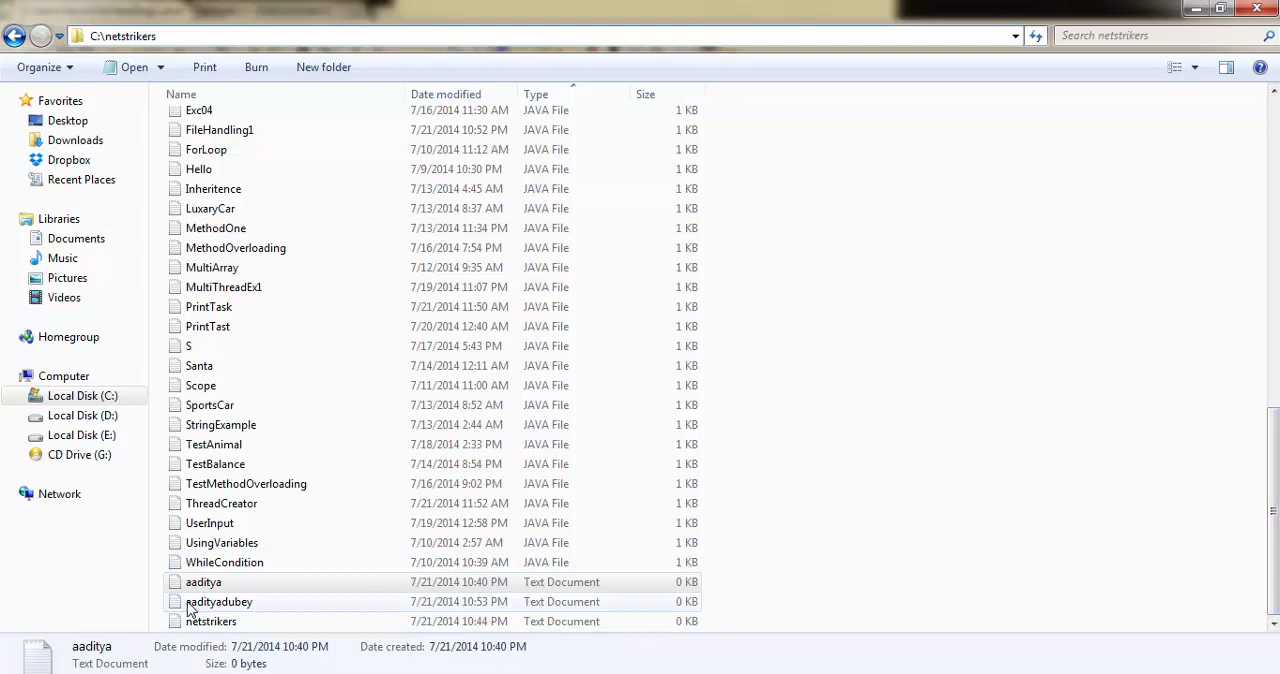 C:\netstrikers
Search netstrikers
Organize Open Print Burn New folder
Name Date modified Type Size
Favorites
Desktop
Downloads
Dropbox
Recent Places
Libraries
Documents
Music
Pictures
Videos
Homegroup
Computer
Local Disk (C:)
Local Disk (D:)
Local Disk (E:)
CD Drive (G:)
Network
Exc04 7/16/2014 11:30 AM JAVA File 1 KB
FileHandling1 7/21/2014 10:52 PM JAVA File 1 KB
ForLoop 7/10/2014 11:12 AM JAVA File 1 KB
Hello 7/9/2014 10:30 PM JAVA File 1 KB
Inheritence 7/13/2014 4:45 AM JAVA File 1 KB
LuxaryCar 7/13/2014 8:37 AM JAVA File 1 KB
MethodOne 7/13/2014 11:34 PM JAVA File 1 KB
MethodOverloading 7/16/2014 7:54 PM JAVA File 1 KB
MultiArray 7/12/2014 9:35 AM JAVA File 1 KB
MultiThreadEx1 7/19/2014 11:07 PM JAVA File 1 KB
PrintTask 7/21/2014 11:50 AM JAVA File 1 KB
PrintTast 7/20/2014 12:40 AM JAVA File 1 KB
S 7/17/2014 5:43 PM JAVA File 1 KB
Santa 7/14/2014 12:11 AM JAVA File 1 KB
Scope 7/11/2014 11:00 AM JAVA File 1 KB
SportsCar 7/13/2014 8:52 AM JAVA File 1 KB
StringExample 7/13/2014 2:44 AM JAVA File 1 KB
TestAnimal 7/18/2014 2:33 PM JAVA File 1 KB
TestBalance 7/14/2014 8:54 PM JAVA File 1 KB
TestMethodOverloading 7/16/2014 9:02 PM JAVA File 1 KB
ThreadCreator 7/21/2014 11:52 AM JAVA File 1 KB
UserInput 7/19/2014 12:58 PM JAVA File 1 KB
UsingVariables 7/10/2014 2:57 AM JAVA File 1 KB
WhileCondition 7/10/2014 10:39 AM JAVA File 1 KB
aaditya 7/21/2014 10:40 PM Text Document 0 KB
aadityadubey 7/21/2014 10:53 PM Text Document 0 KB
netstrikers 7/21/2014 10:44 PM Text Document 0 KB
aaditya Date modified: 7/21/2014 10:40 PM Date created: 7/21/2014 10:40 PM
Text Document Size: 0 bytes